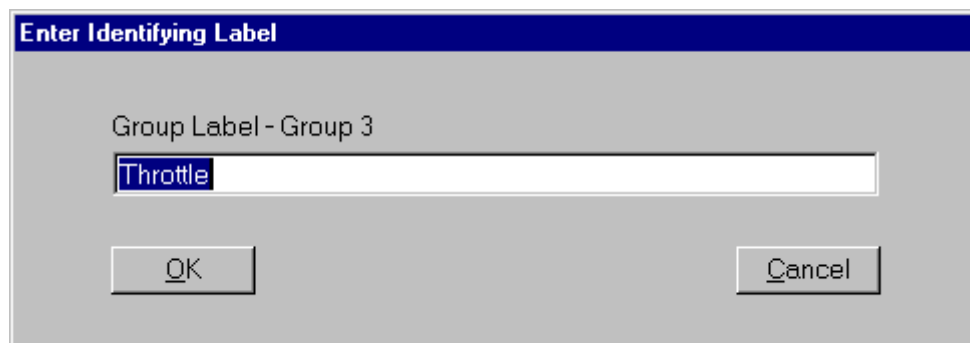 Enter Identifying Label
Group Label - Group 3
Throttle
OK
Cancel